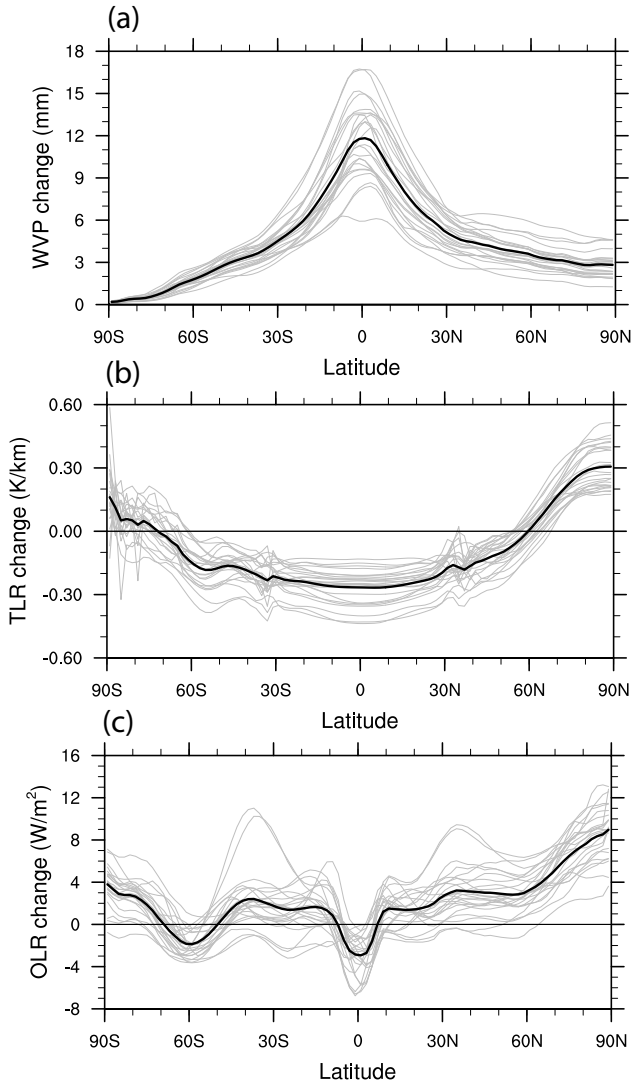 (a)
WVP change (mm)
18
15
12
9
6
3
0
90S 60S 30S 0 30N 60N 90N
Latitude
(b)
TLR change (K/km)
0.60
0.30
0.00
-0.30
-0.60
90S 60S 30S 0 30N 60N 90N
Latitude
(c)
OLR change (W/m²)
16
12
8
4
0
-4
-8
90S 60S 30S 0 30N 60N 90N
Latitude